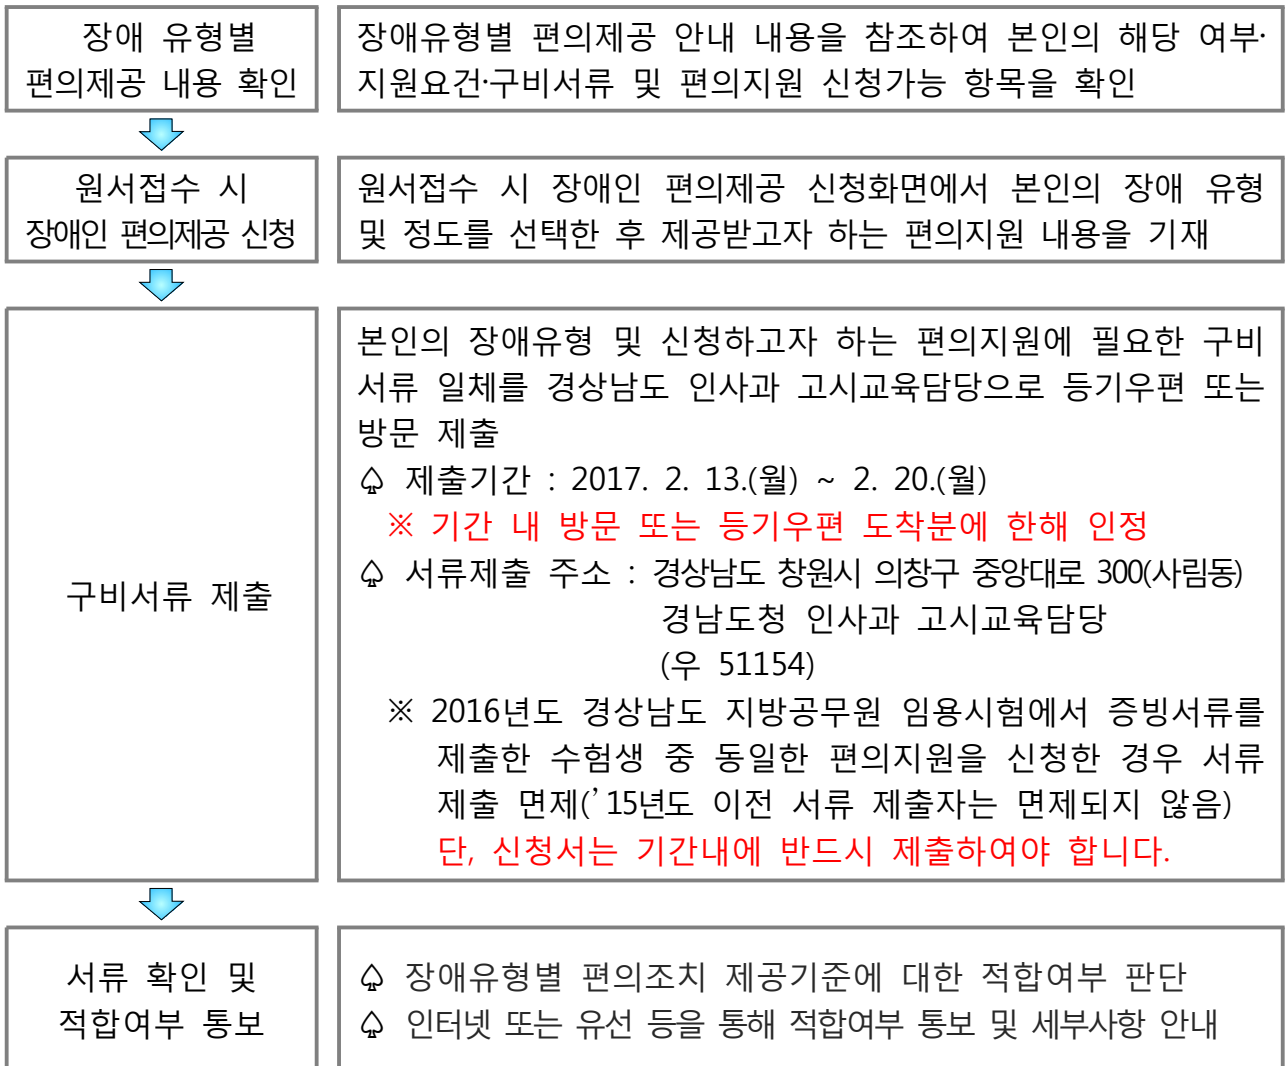 장애 유형별
편의제공 내용 확인
장애유형별 편의제공 안내 내용을 참조하여 본인의 해당 여부·
지원요건·구비서류 및 편의지원 신청가능 항목을 확인
원서접수 시
장애인 편의제공 신청
원서접수 시 장애인 편의제공 신청화면에서 본인의 장애 유형
및 정도를 선택한 후 제공받고자 하는 편의지원 내용을 기재
구비서류 제출
본인의 장애유형 및 신청하고자 하는 편의지원에 필요한 구비
서류 일체를 경상남도 인사과 고시교육담당으로 등기우편 또는
방문 제출
♤ 제출기간 : 2017. 2. 13.(월) ~ 2. 20.(월)
※ 기간 내 방문 또는 등기우편 도착분에 한해 인정
♤ 서류제출 주소 : 경상남도 창원시 의창구 중앙대로 300(사림동)
경남도청 인사과 고시교육담당
(우 51154)
※ 2016년도 경상남도 지방공무원 임용시험에서 증빙서류를
제출한 수험생 중 동일한 편의지원을 신청한 경우 서류
제출 면제(’15년도 이전 서류 제출자는 면제되지 않음)
단, 신청서는 기간내에 반드시 제출하여야 합니다.
서류 확인 및
적합여부 통보
♤ 장애유형별 편의조치 제공기준에 대한 적합여부 판단
♤ 인터넷 또는 유선 등을 통해 적합여부 통보 및 세부사항 안내